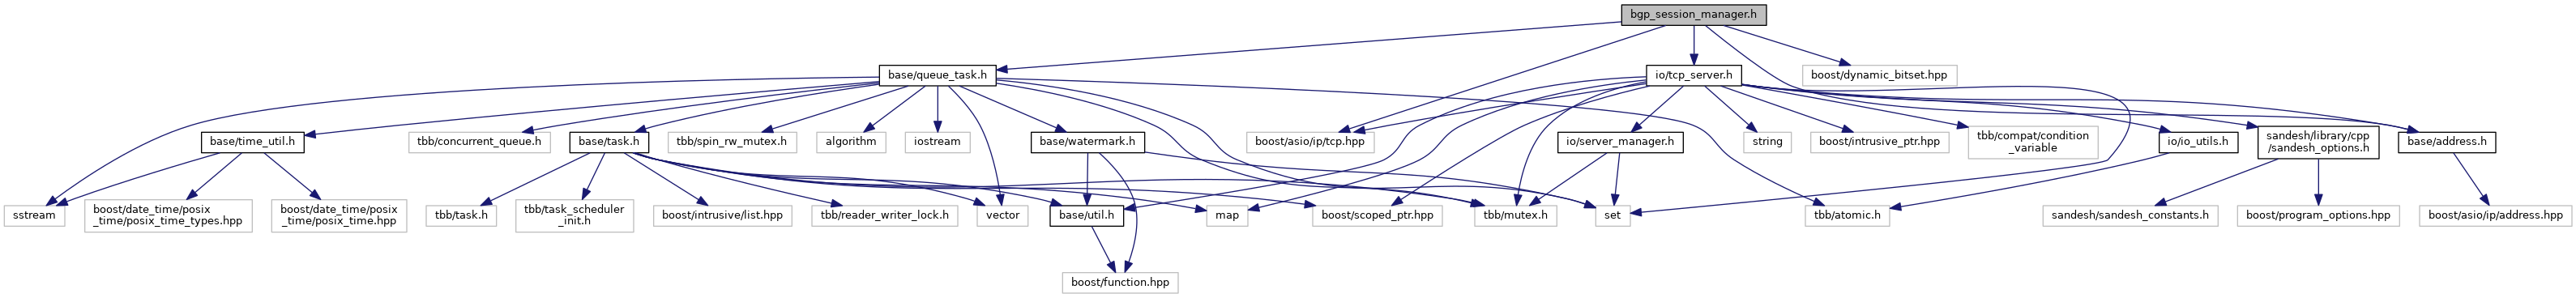 bgp_session_manager.h
base/queue_task.h
io/tcp_server.h
boost/dynamic_bitset.hpp
base/time_util.h
tbb/concurrent_queue.h
base/task.h
tbb/spin_rw_mutex.h
algorithm
iostream
base/watermark.h
boost/asio/ip/tcp.hpp
io/server_manager.h
string
boost/intrusive_ptr.hpp
tbb/compat/condition
_variable
io/io_utils.h
sandesh/library/cpp
/sandesh_options.h
base/address.h
sstream
boost/date_time/posix
_time/posix_time_types.hpp
boost/date_time/posix
_time/posix_time.hpp
tbb/task.h
tbb/task_scheduler
_init.h
boost/intrusive/list.hpp
tbb/reader_writer_lock.h
vector
base/util.h
map
boost/scoped_ptr.hpp
tbb/mutex.h
set
tbb/atomic.h
sandesh/sandesh_constants.h
boost/program_options.hpp
boost/asio/ip/address.hpp
boost/function.hpp